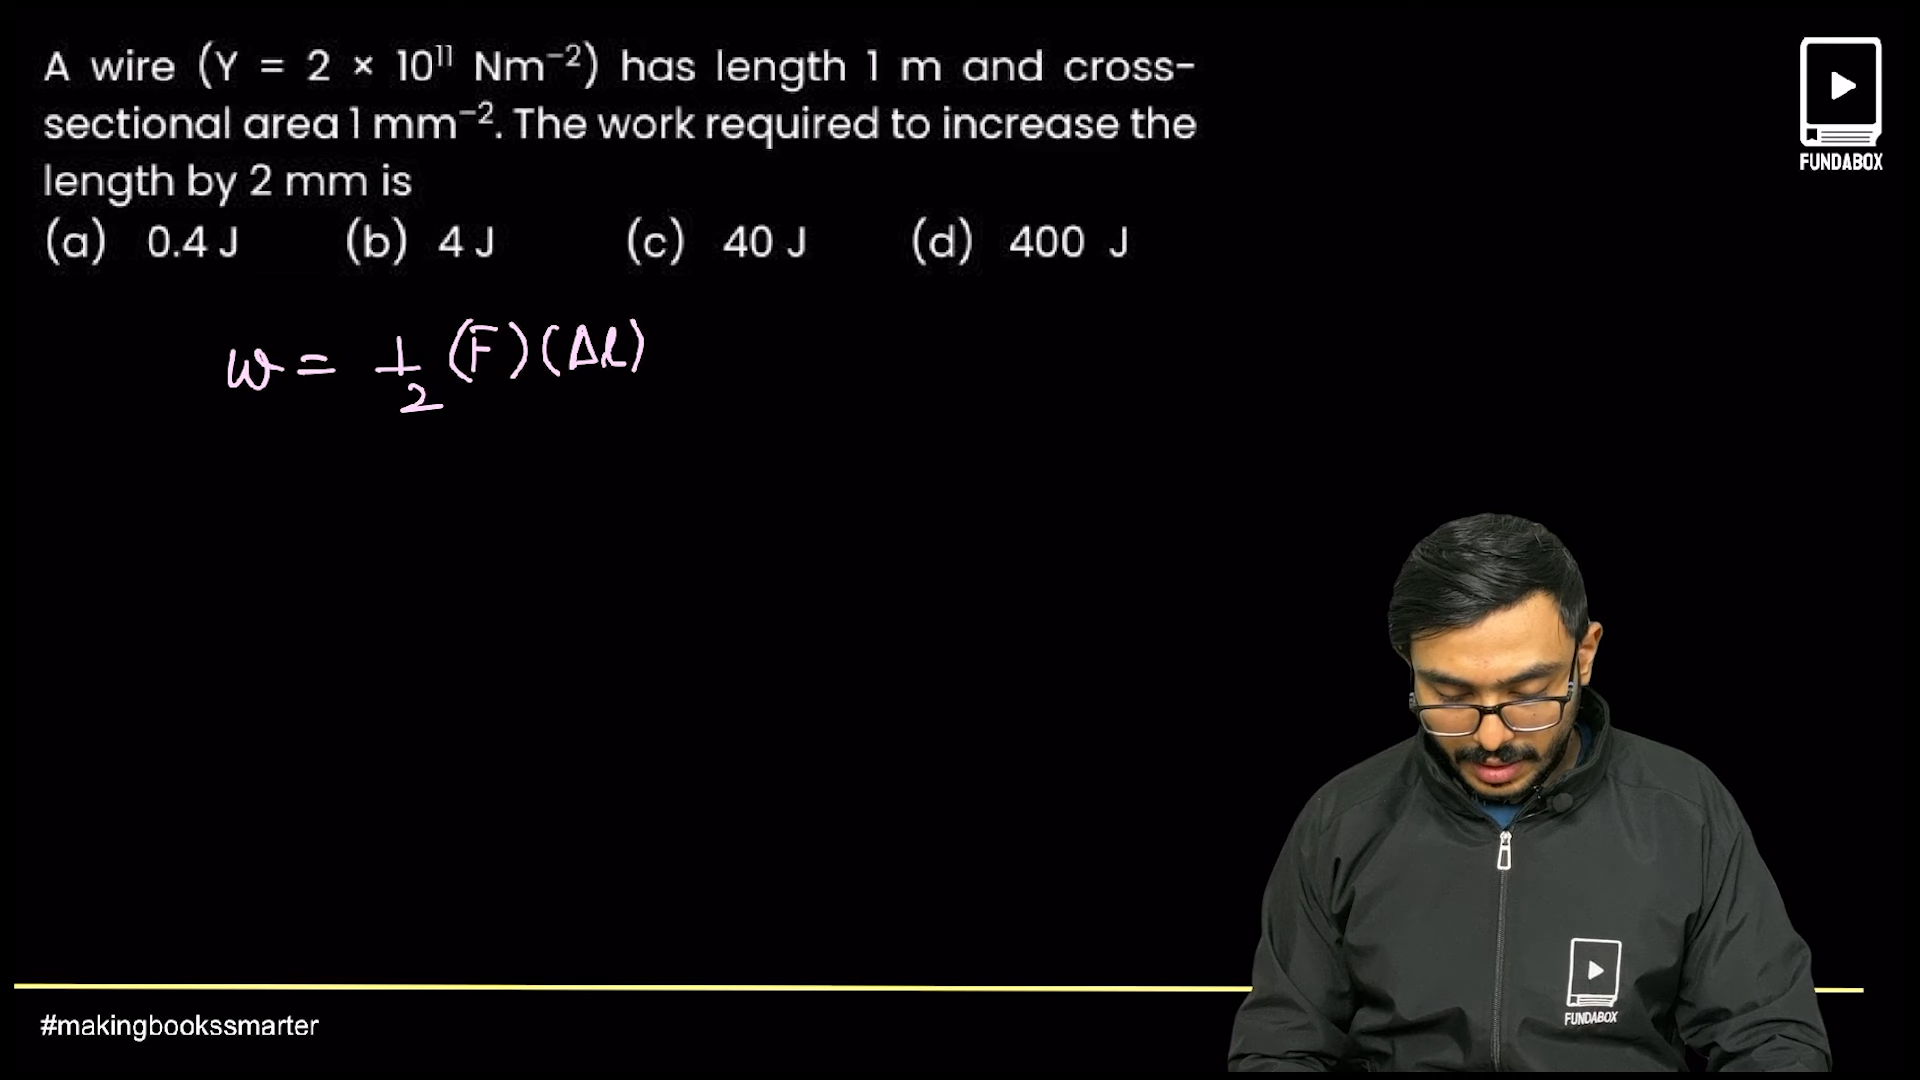 A wire (Y = 2 × 10¹¹ Nm⁻²) has length 1 m and cross-
sectional area 1 mm⁻². The work required to increase the
length by 2 mm is
(a) 0.4 J (b) 4 J (c) 40 J (d) 400 J
W = 1/2 (F) (Δl)
FUNDABOX
FUNDABOX
#makingbookssmarter